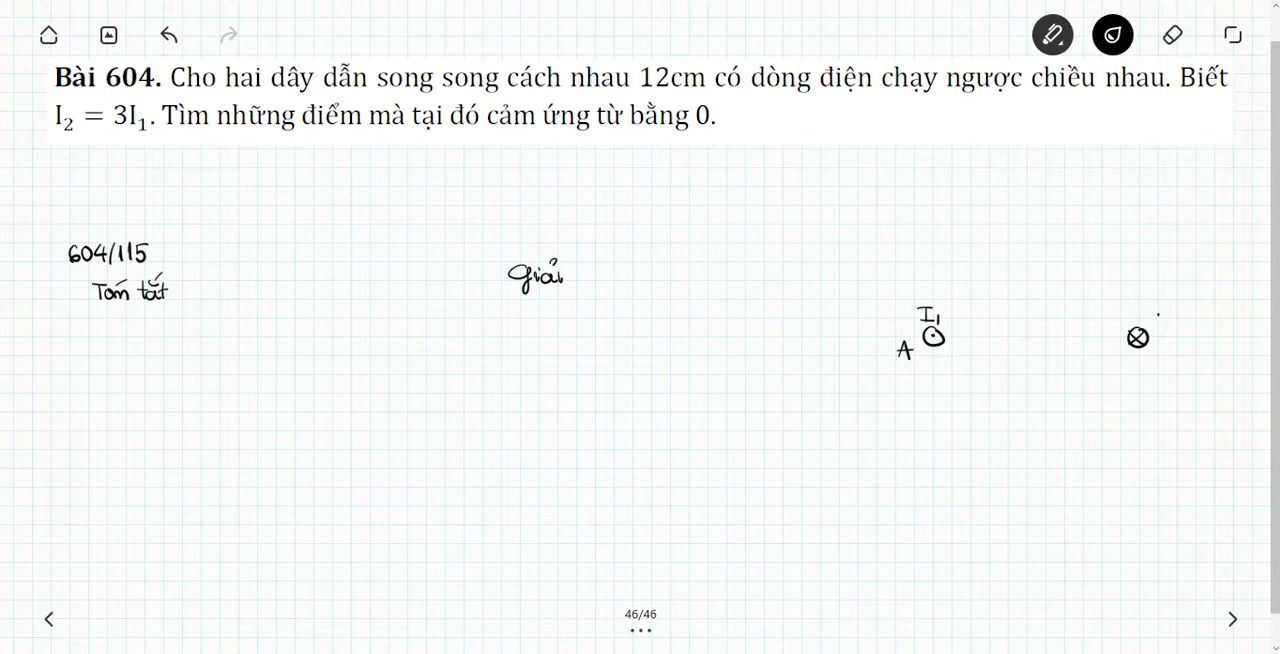 Bài 604. Cho hai dây dẫn song song cách nhau 12cm có dòng điện chạy ngược chiều nhau. Biết
I₂ = 3I₁. Tìm những điểm mà tại đó cảm ứng từ bằng 0.
604/115
Tóm tắt
Giải
I₁
A
46/46